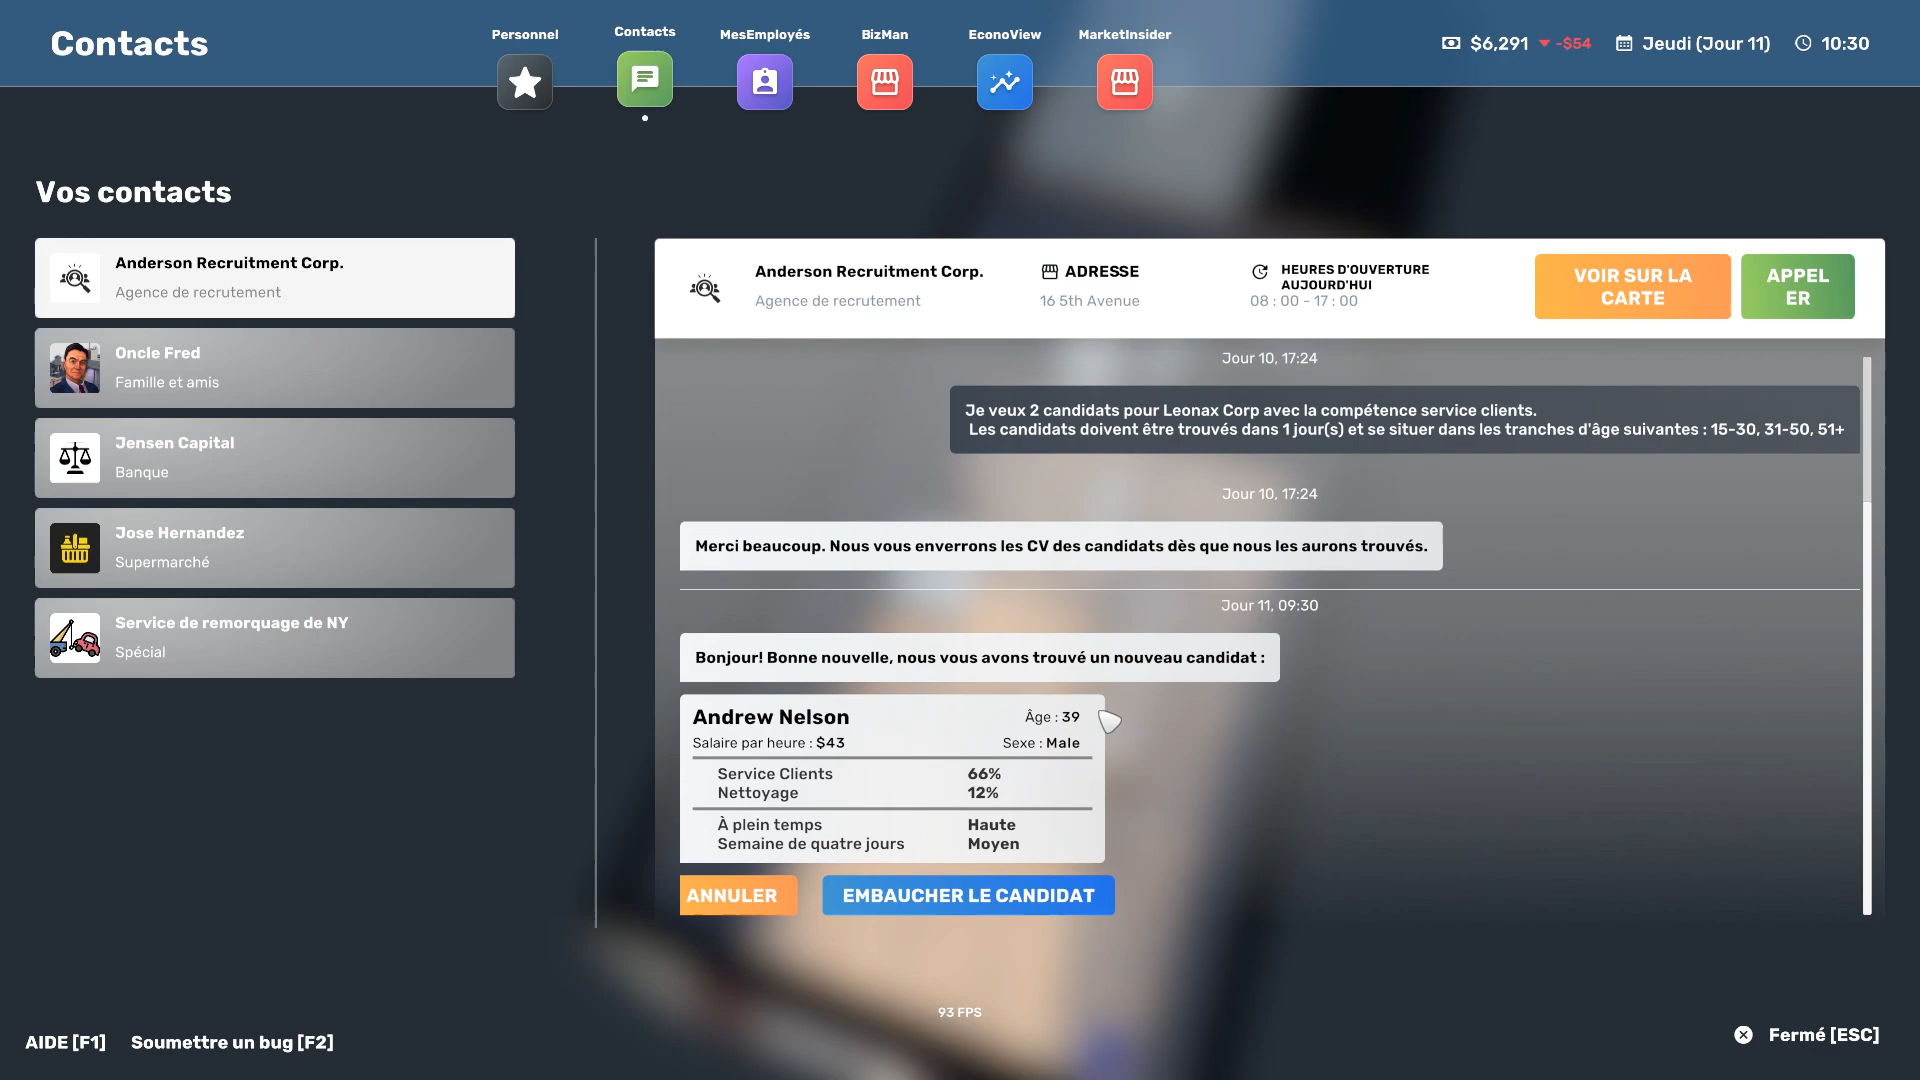 Contacts
Personnel
Contacts
MesEmployés
BizMan
EconoView
MarketInsider
$6,291 -$54
Jeudi (Jour 11)
10:30
Vos contacts
Anderson Recruitment Corp.
Agence de recrutement
Oncle Fred
Famille et amis
Jensen Capital
Banque
Jose Hernandez
Supermarché
Service de remorquage de NY
Spécial
Anderson Recruitment Corp.
Agence de recrutement
ADRESSE
16 5th Avenue
HEURES D'OUVERTURE
AUJOURD'HUI
08 : 00 - 17 : 00
VOIR SUR LA
CARTE
APPEL
ER
Jour 10, 17:24
Je veux 2 candidats pour Leonax Corp avec la compétence service clients.
Les candidats doivent être trouvés dans 1 jour(s) et se situer dans les tranches d'âge suivantes : 15-30, 31-50, 51+
Jour 10, 17:24
Merci beaucoup. Nous vous enverrons les CV des candidats dès que nous les aurons trouvés.
Jour 11, 09:30
Bonjour! Bonne nouvelle, nous vous avons trouvé un nouveau candidat :
Andrew Nelson
Âge : 39
Salaire par heure : $43
Sexe : Male
Service Clients 66%
Nettoyage 12%
À plein temps Haute
Semaine de quatre jours Moyen
ANNULER
EMBAUCHER LE CANDIDAT
93 FPS
AIDE [F1]
Soumettre un bug [F2]
Fermé [ESC]